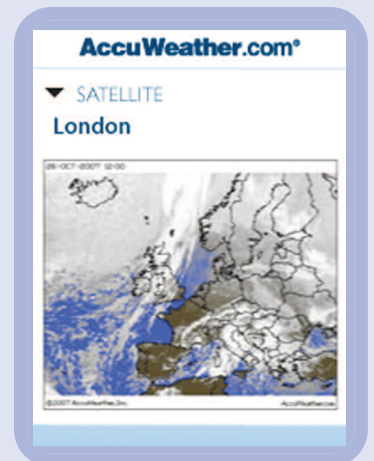 AccuWeather.com®
SATELLITE
London
26-OCT-2007 12:00
©2007 AccuWeather, Inc. AccuWeather.com